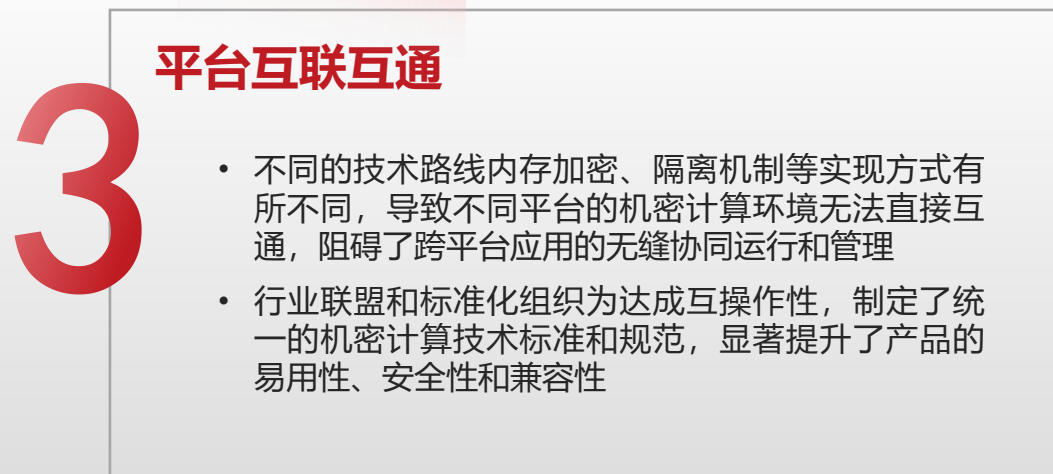 3
平台互联互通
• 不同的技术路线内存加密、隔离机制等实现方式有
所不同，导致不同平台的机密计算环境无法直接互
通，阻碍了跨平台应用的无缝协同运行和管理
• 行业联盟和标准化组织为达成互操作性，制定了统
一的机密计算技术标准和规范，显著提升了产品的
易用性、安全性和兼容性